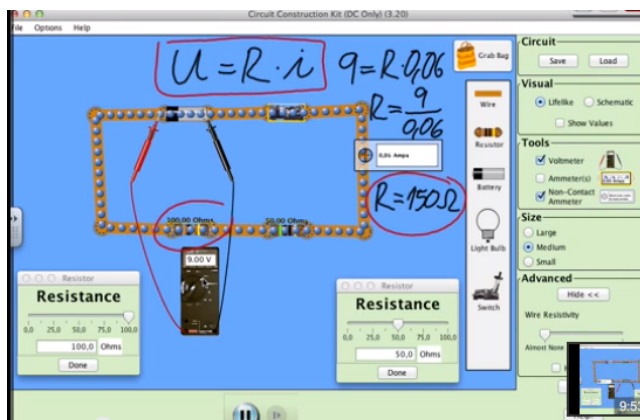 Circuit Construction Kit (DC Only) (3.20)
File Options Help
U = R · i
9 = R · 0,06
R = 9
0,06
R = 150Ω
0,06 Amps
100,00 Ohms
50,00 Ohms
9.00 V
Resistor
Resistance
0,0 25,0 50,0 75,0 100,0
100,0 Ohms
Done
Resistor
Resistance
0,0 25,0 50,0 75,0 100,0
50,0 Ohms
Done
Grab Bag
Wire
Resistor
Battery
Light Bulb
Switch
Circuit
Save Load
Visual
Lifelike Schematic
Show Values
Tools
Voltmeter
Ammeter(s)
Non-Contact
Ammeter
Size
Large
Medium
Small
Advanced
Hide <<
Wire Resistivity
Almost None